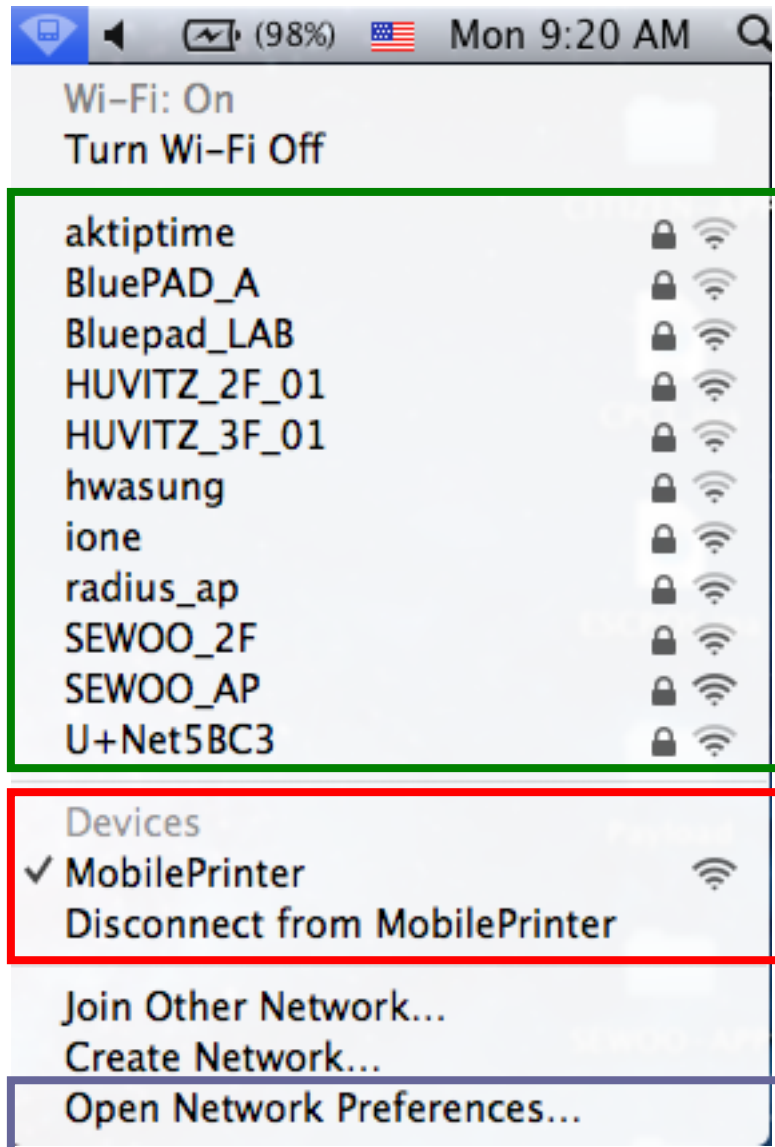 (98%) Mon 9:20 AM
Wi-Fi: On
Turn Wi-Fi Off
aktiptime
BluePAD_A
Bluepad_LAB
HUVITZ_2F_01
HUVITZ_3F_01
hwasung
ione
radius_ap
SEWOO_2F
SEWOO_AP
U+Net5BC3
Devices
MobilePrinter
Disconnect from MobilePrinter
Join Other Network...
Create Network...
Open Network Preferences...